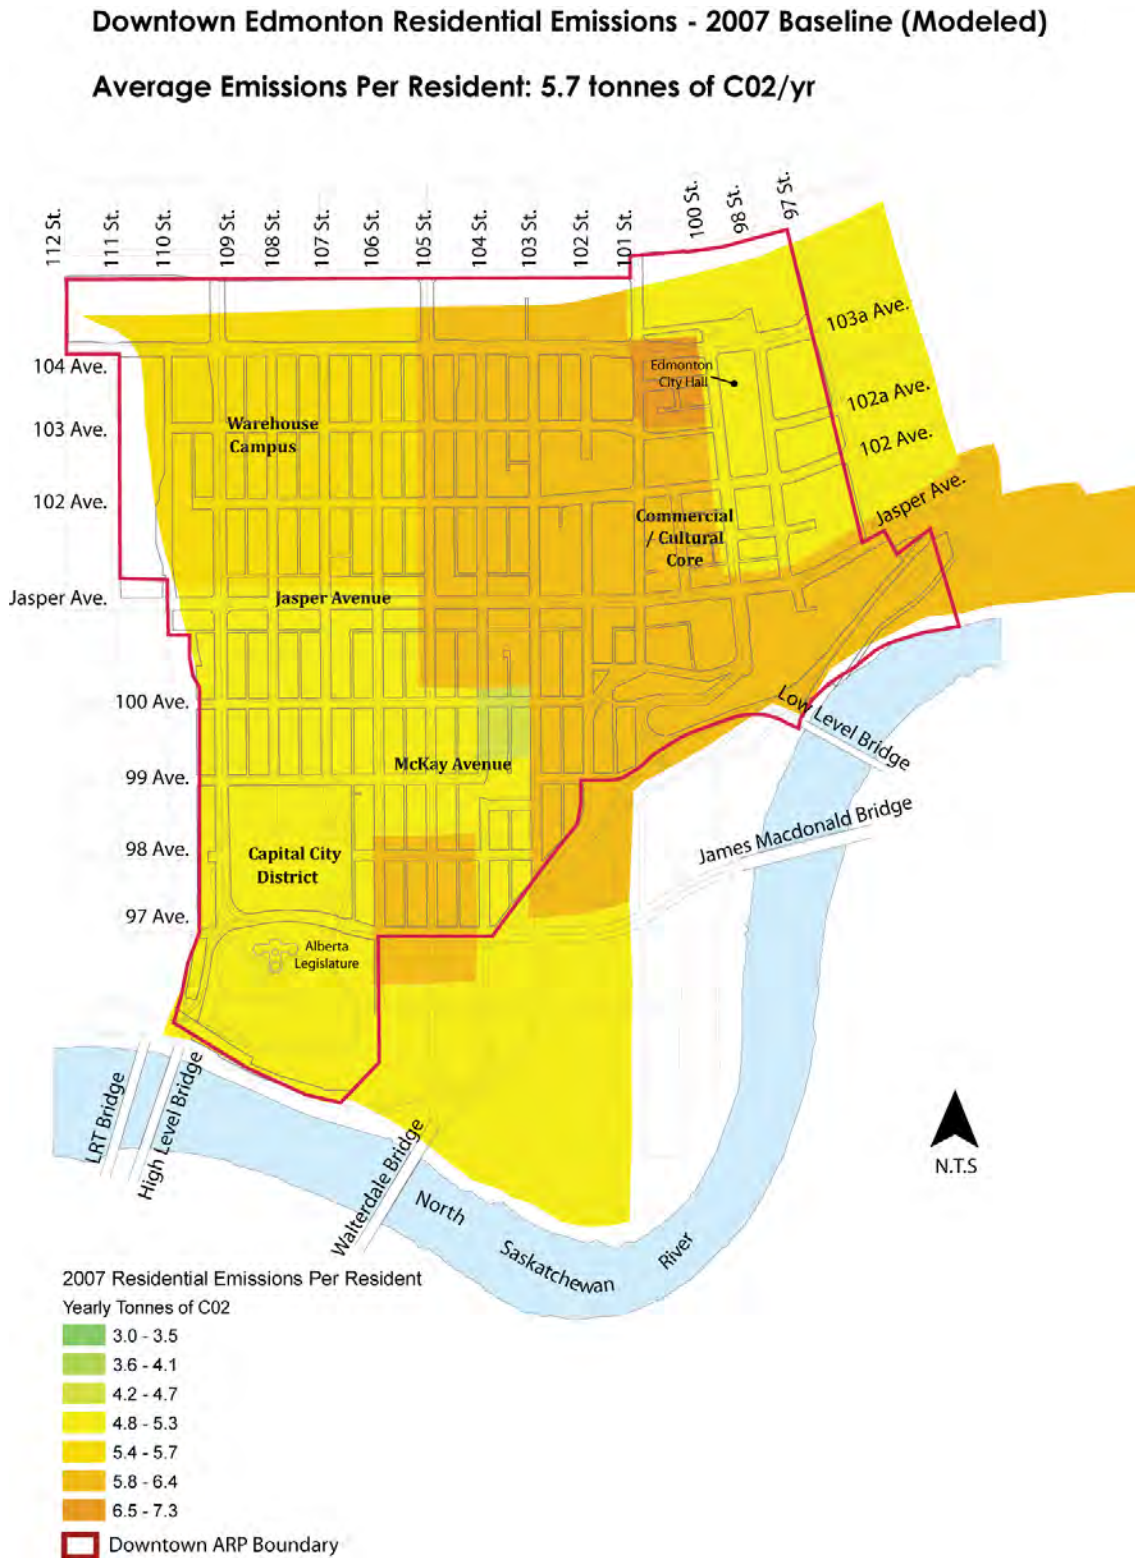 Downtown Edmonton Residential Emissions - 2007 Baseline (Modeled)
Average Emissions Per Resident: 5.7 tonnes of C02/yr
112 St.
111 St.
110 St.
109 St.
108 St.
107 St.
106 St.
105 St.
104 St.
103 St.
102 St.
101 St.
100 St.
98 St.
97 St.
103a Ave.
102a Ave.
102 Ave.
Jasper Ave.
104 Ave.
103 Ave.
102 Ave.
Jasper Ave.
100 Ave.
99 Ave.
98 Ave.
97 Ave.
Edmonton
City Hall
Warehouse
Campus
Commercial
/ Cultural
Core
Jasper Avenue
McKay Avenue
Capital City
District
Alberta
Legislature
Low Level Bridge
James Macdonald Bridge
LRT Bridge
High Level Bridge
Walterdale Bridge
North
Saskatchewan
River
N.T.S
2007 Residential Emissions Per Resident
Yearly Tonnes of C02
3.0 - 3.5
3.6 - 4.1
4.2 - 4.7
4.8 - 5.3
5.4 - 5.7
5.8 - 6.4
6.5 - 7.3
Downtown ARP Boundary